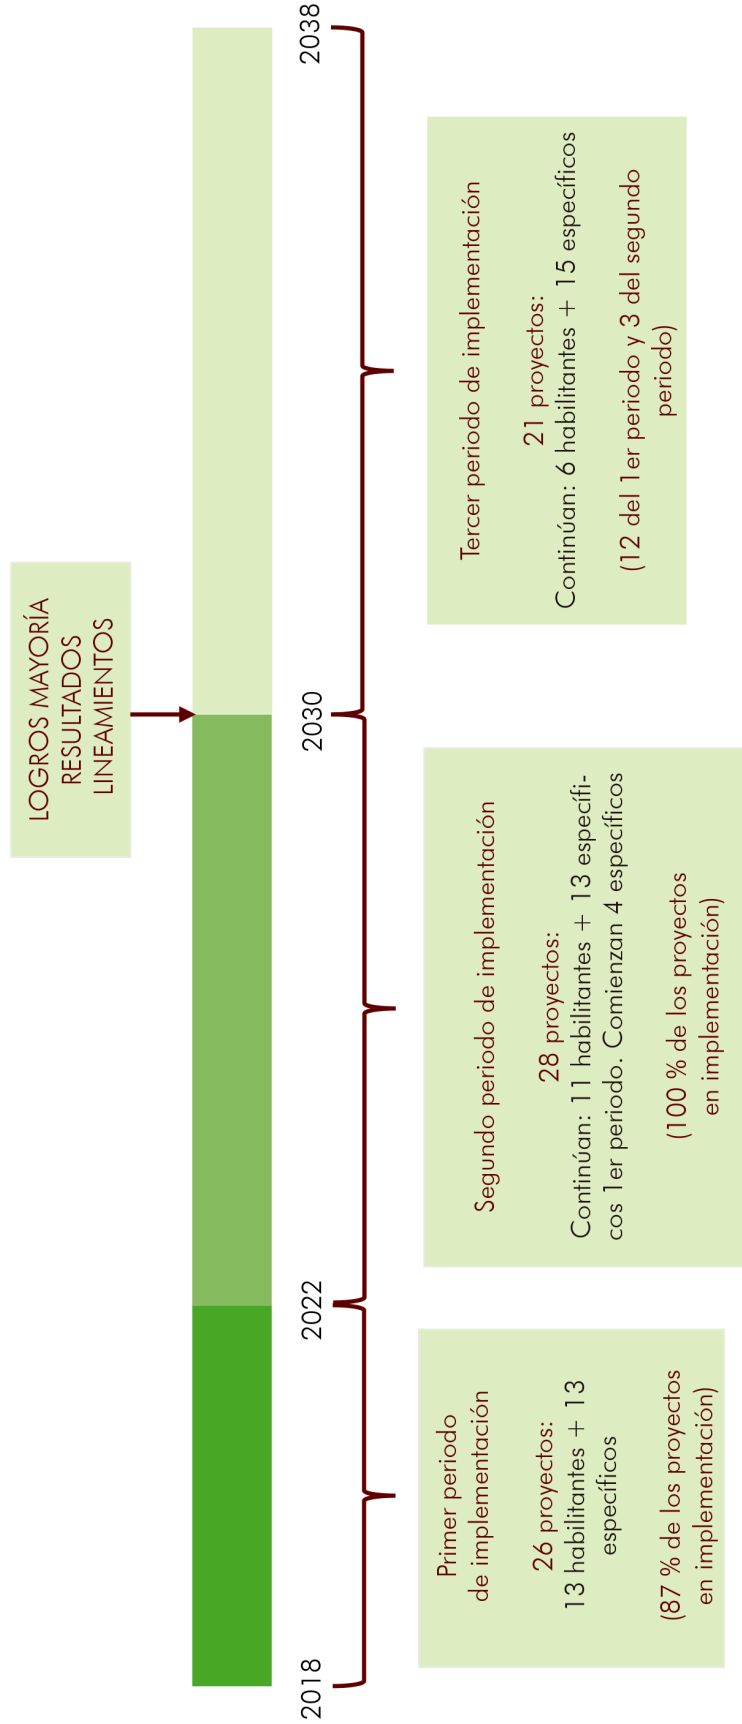 LOGROS MAYORÍA
RESULTADOS
LINEAMIENTOS
2018
2022
2030
2038
Primer periodo
de implementación
26 proyectos:
13 habilitantes + 13
específicos
(87 % de los proyectos
en implementación)
Segundo periodo de implementación
28 proyectos:
Continúan: 11 habilitantes + 13 específi-
cos 1er periodo. Comienzan 4 específicos
(100 % de los proyectos
en implementación)
Tercer periodo de implementación
21 proyectos:
Continúan: 6 habilitantes + 15 específicos
(12 del 1er periodo y 3 del segundo
periodo)